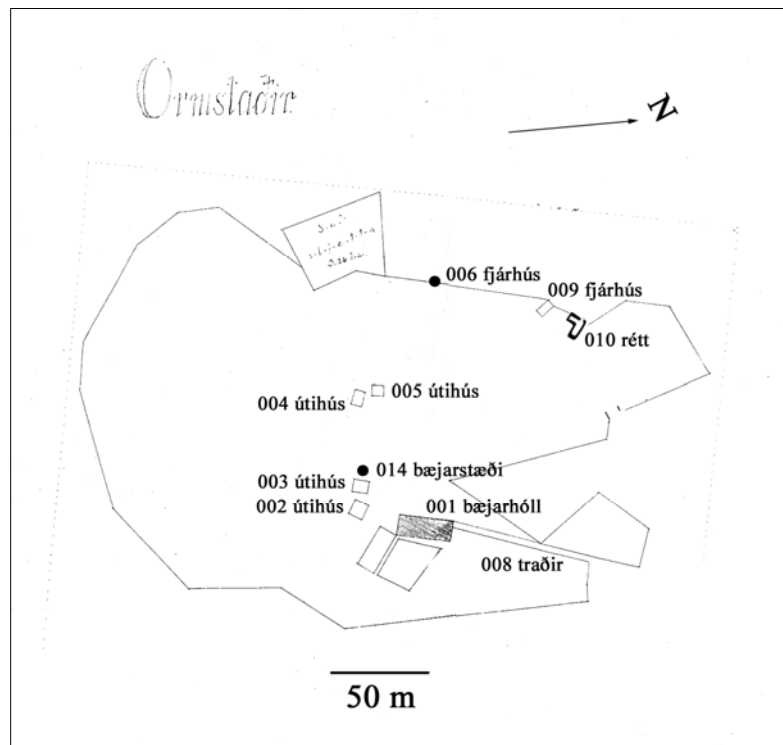 Ormstaðir.
N
006 fjárhús
009 fjárhús
010 rétt
005 útihús
004 útihús
014 bæjarstæði
003 útihús
002 útihús
001 bæjarhóll
008 traðir
50 m